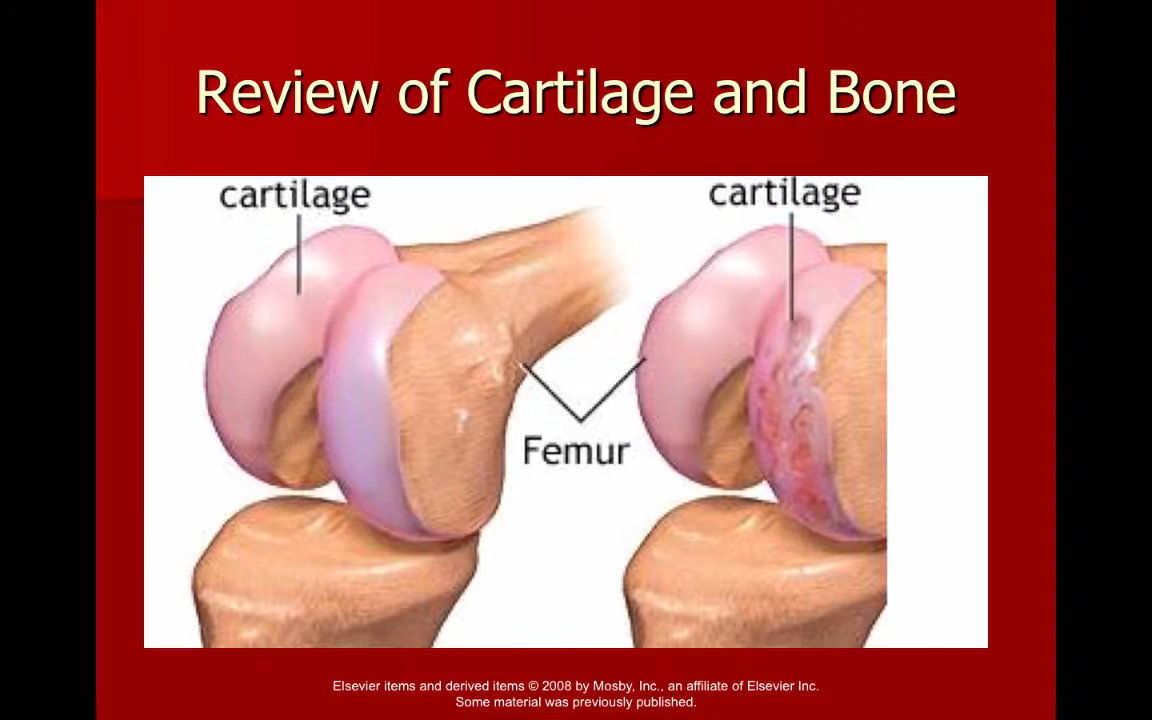 Review of Cartilage and Bone
cartilage
cartilage
Femur
Elsevier items and derived items © 2008 by Mosby, Inc., an affiliate of Elsevier Inc.
Some material was previously published.